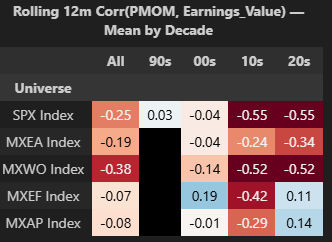 Rolling 12m Corr(PMOM, Earnings_Value) —
Mean by Decade
All 90s 00s 10s 20s
Universe
SPX Index -0.25 0.03 -0.04 -0.55 -0.55
MXEA Index -0.19 -0.04 -0.24 -0.34
MXWO Index -0.38 -0.14 -0.52 -0.52
MXEF Index -0.07 0.19 -0.42 0.11
MXAP Index -0.08 -0.01 -0.29 0.14